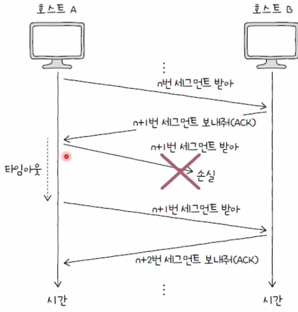 호스트 A
호스트 B
n번 세그먼트 받아
n+1번 세그먼트 보내줘(ACK)
n+1번 세그먼트 받아
타임아웃
손실
n+1번 세그먼트 받아
n+2번 세그먼트 보내줘(ACK)
시간
시간